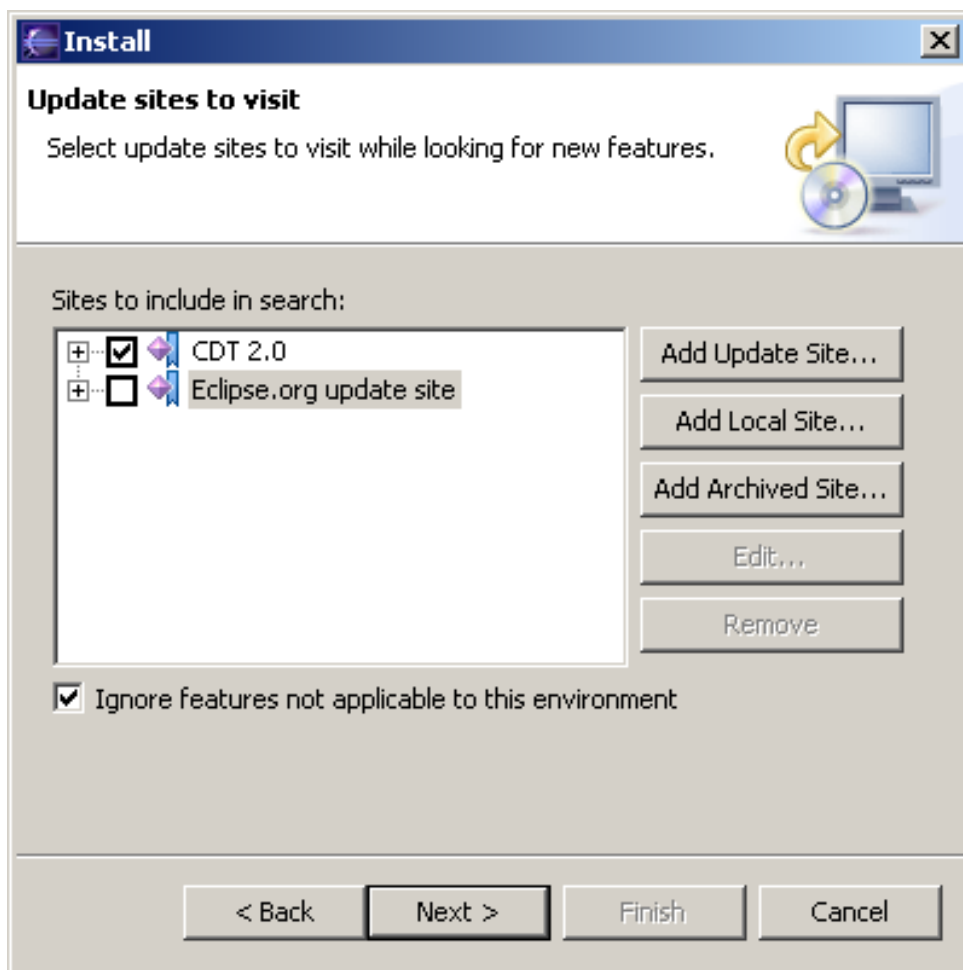 Install
Update sites to visit
Select update sites to visit while looking for new features.
Sites to include in search:
CDT 2.0
Eclipse.org update site
Add Update Site...
Add Local Site...
Add Archived Site...
Edit...
Remove
Ignore features not applicable to this environment
< Back
Next >
Finish
Cancel